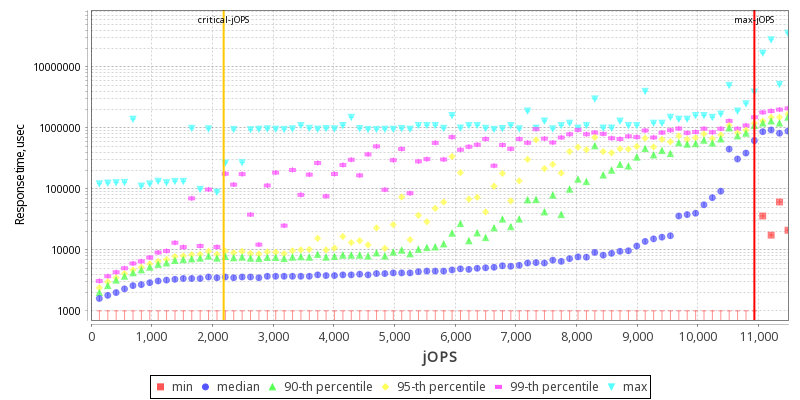 critical-jOPS max-jOPS
10000000
1000000
100000
10000
1000
Response time, usec
0 1,000 2,000 3,000 4,000 5,000 6,000 7,000 8,000 9,000 10,000 11,000
jOPS
min median 90-th percentile 95-th percentile 99-th percentile max